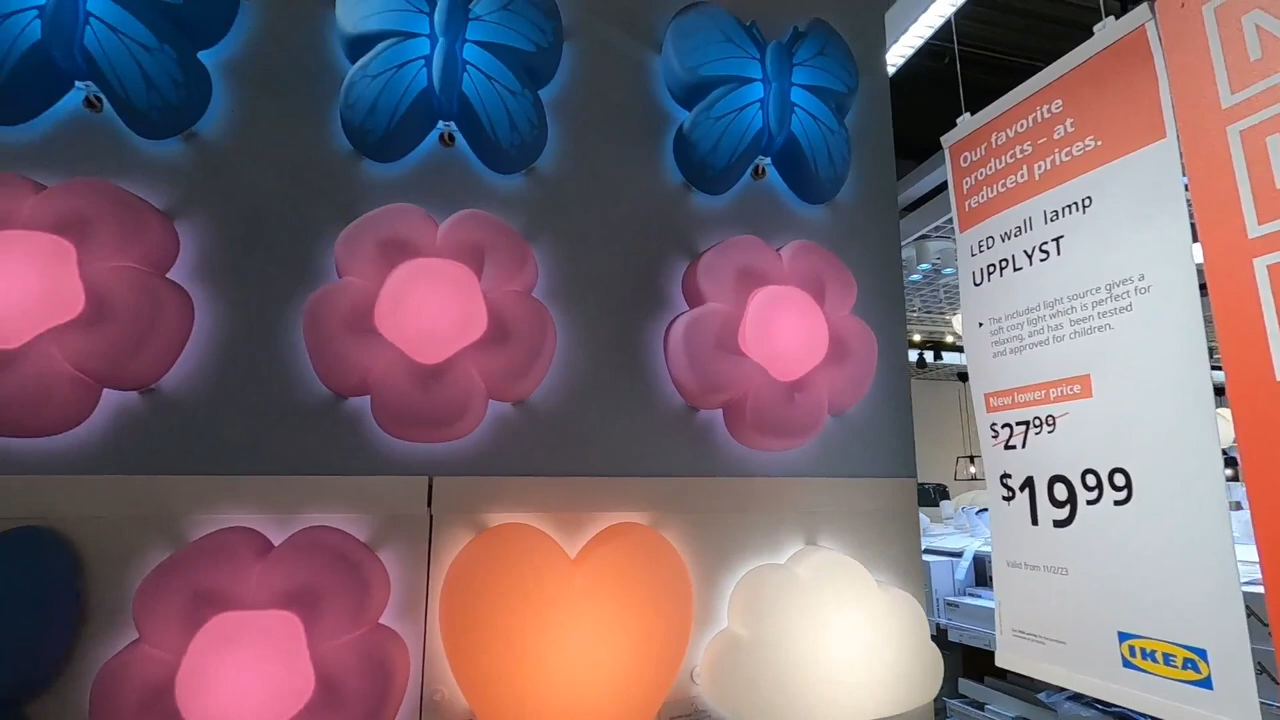 Our favorite
products – at
reduced prices.
LED wall lamp
UPPLYST
The included light source gives a
soft cozy light which is perfect for
relaxing, and has been tested
and approved for children.
New lower price
$27.99
$19.99
Valid from 11/2/23
IKEA